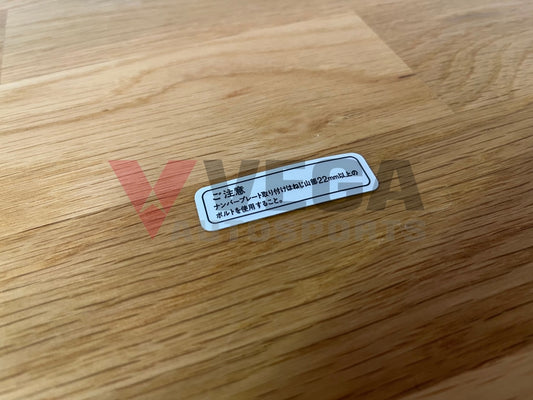 ご注意
ナンバープレート取り付けはねじ山部22mm以上の
ボルトを使用すること。
VEGA
AUTOSPORTS